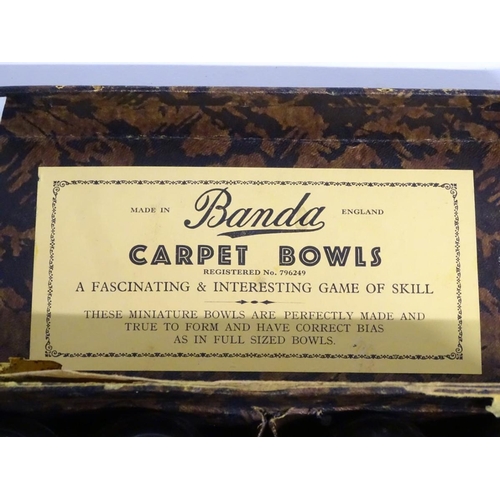 MADE IN Banda ENGLAND
CARPET BOWLS
REGISTERED No. 796249
A FASCINATING & INTERESTING GAME OF SKILL
THESE MINIATURE BOWLS ARE PERFECTLY MADE AND
TRUE TO FORM AND HAVE CORRECT BIAS
AS IN FULL SIZED BOWLS.